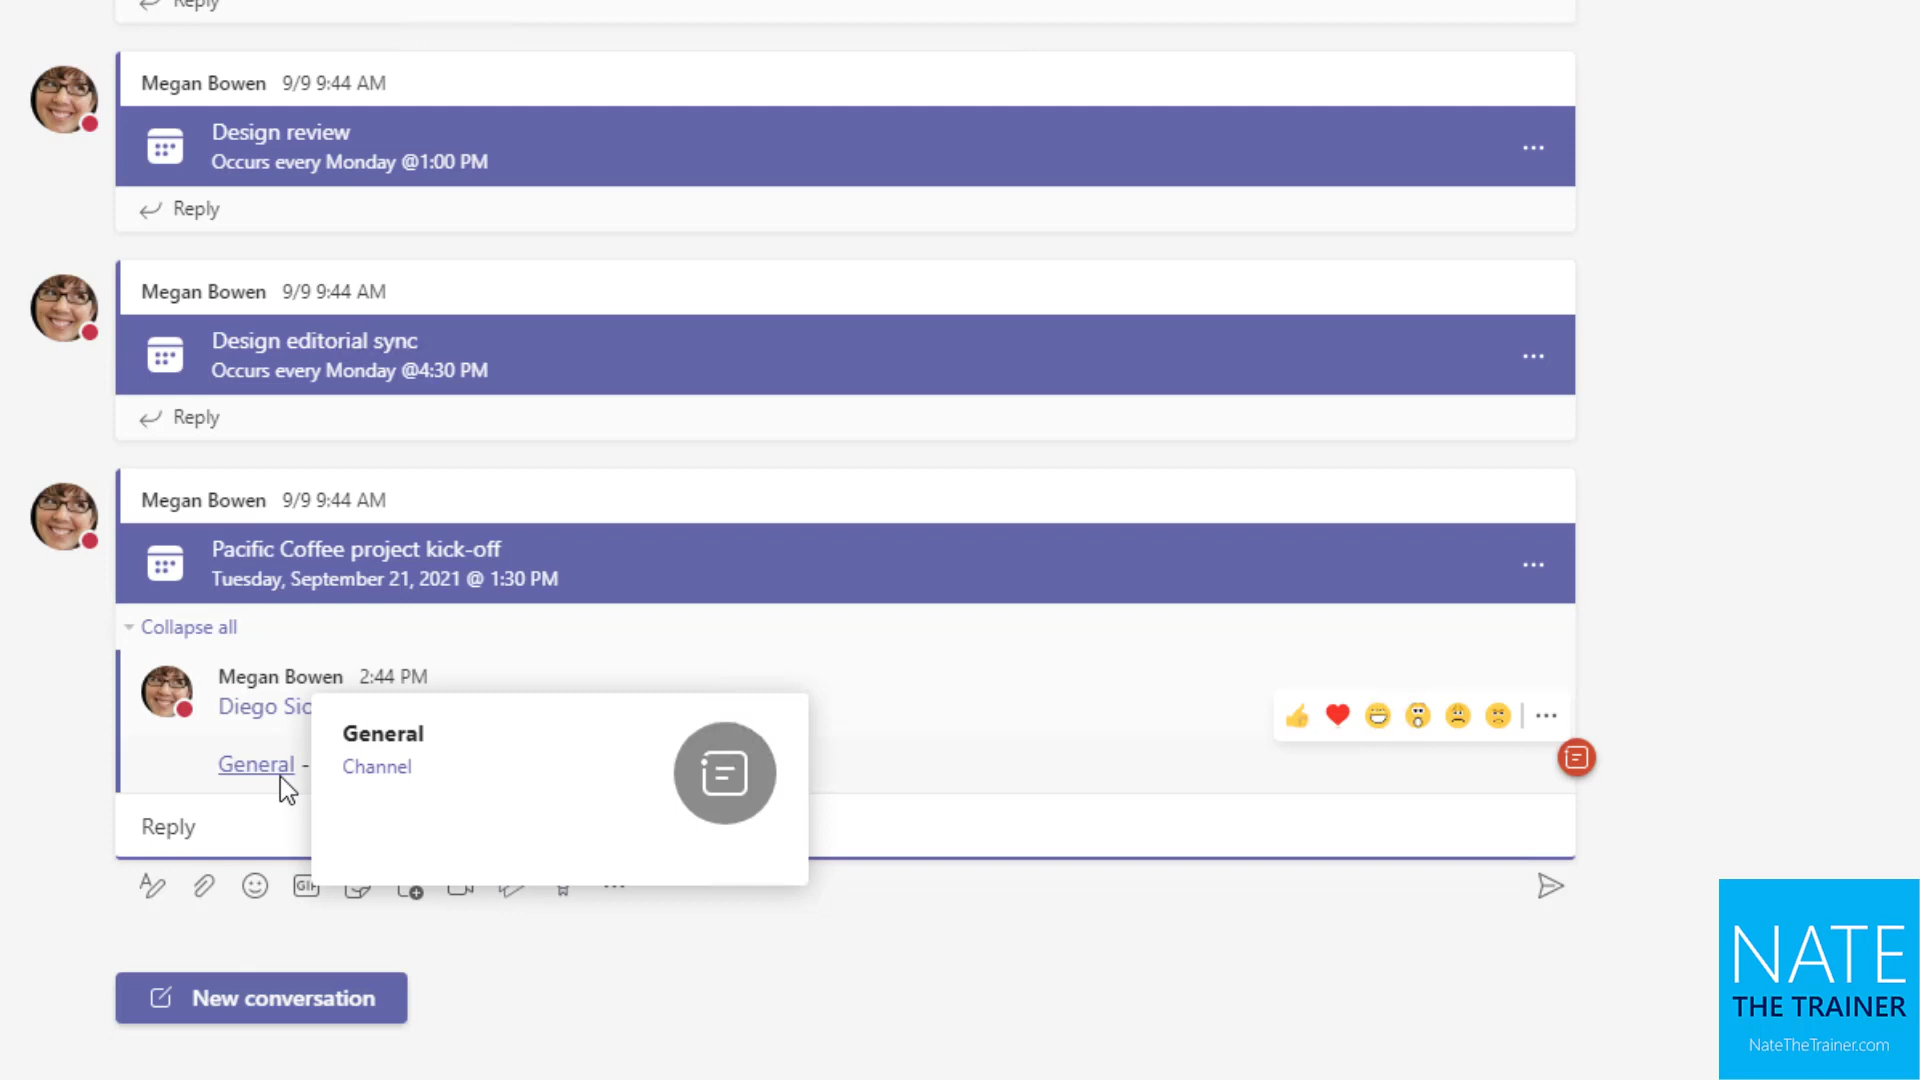 Reply
Megan Bowen 9/9 9:44 AM
Design review
Occurs every Monday @1:00 PM
Reply
Megan Bowen 9/9 9:44 AM
Design editorial sync
Occurs every Monday @4:30 PM
Reply
Megan Bowen 9/9 9:44 AM
Pacific Coffee project kick-off
Tuesday, September 21, 2021 @ 1:30 PM
Collapse all
Megan Bowen 2:44 PM
Diego
General -
General
Channel
Reply
GIF
New conversation
NATE
THE TRAINER
NateTheTrainer.com